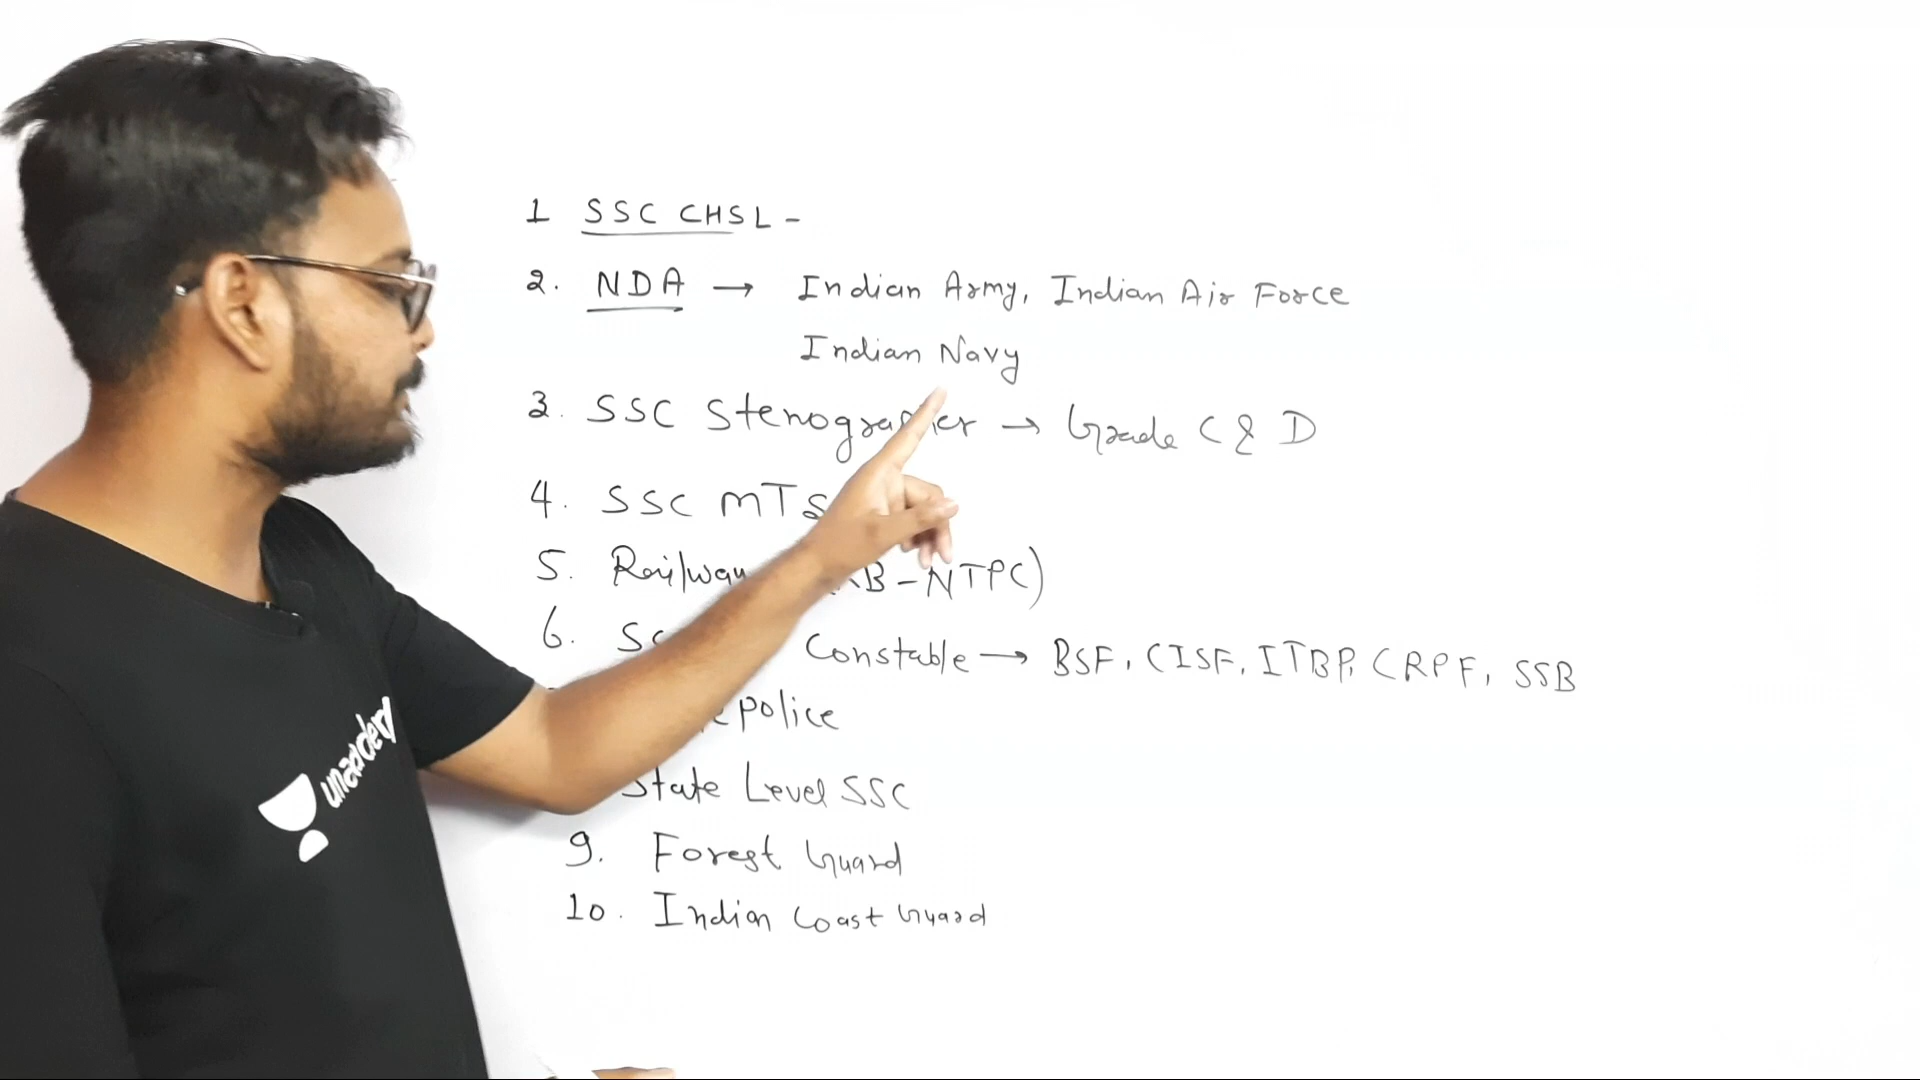 1 SSC CHSL -
2. NDA → Indian Army, Indian Air Force
Indian Navy
3. SSC → Grade C & D
4. SSC MTS
5. -NTPC)
6. Constable → BSF, CISF, ITBP, CRPF, SSB
police
State Level SSC
9. Forest Guard
10. Indian Coast Guard
unacademy